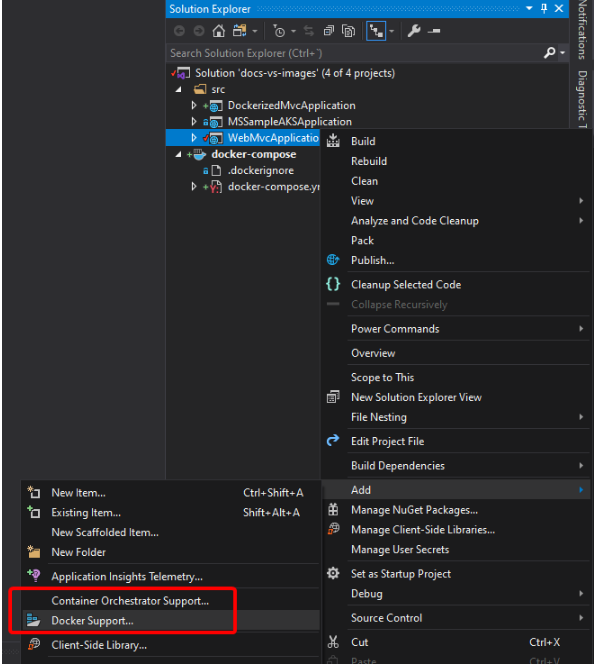 Solution Explorer
Search Solution Explorer (Ctrl+¨)
Solution 'docs-vs-images' (4 of 4 projects)
src
DockerizedMvcApplication
MSSampleAKSApplication
WebMvcApplicatio
docker-compose
.dockerignore
docker-compose.yr
Notifications
Diagnostic T
Build
Rebuild
Clean
View
Analyze and Code Cleanup
Pack
Publish...
Cleanup Selected Code
Collapse Recursively
Power Commands
Overview
Scope to This
New Solution Explorer View
File Nesting
Edit Project File
Build Dependencies
Add
Manage NuGet Packages...
Manage Client-Side Libraries...
Manage User Secrets
Set as Startup Project
Debug
Source Control
Cut Ctrl+X
Paste Ctrl+V
New Item... Ctrl+Shift+A
Existing Item... Shift+Alt+A
New Scaffolded Item...
New Folder
Application Insights Telemetry...
Container Orchestrator Support...
Docker Support...
Client-Side Library...